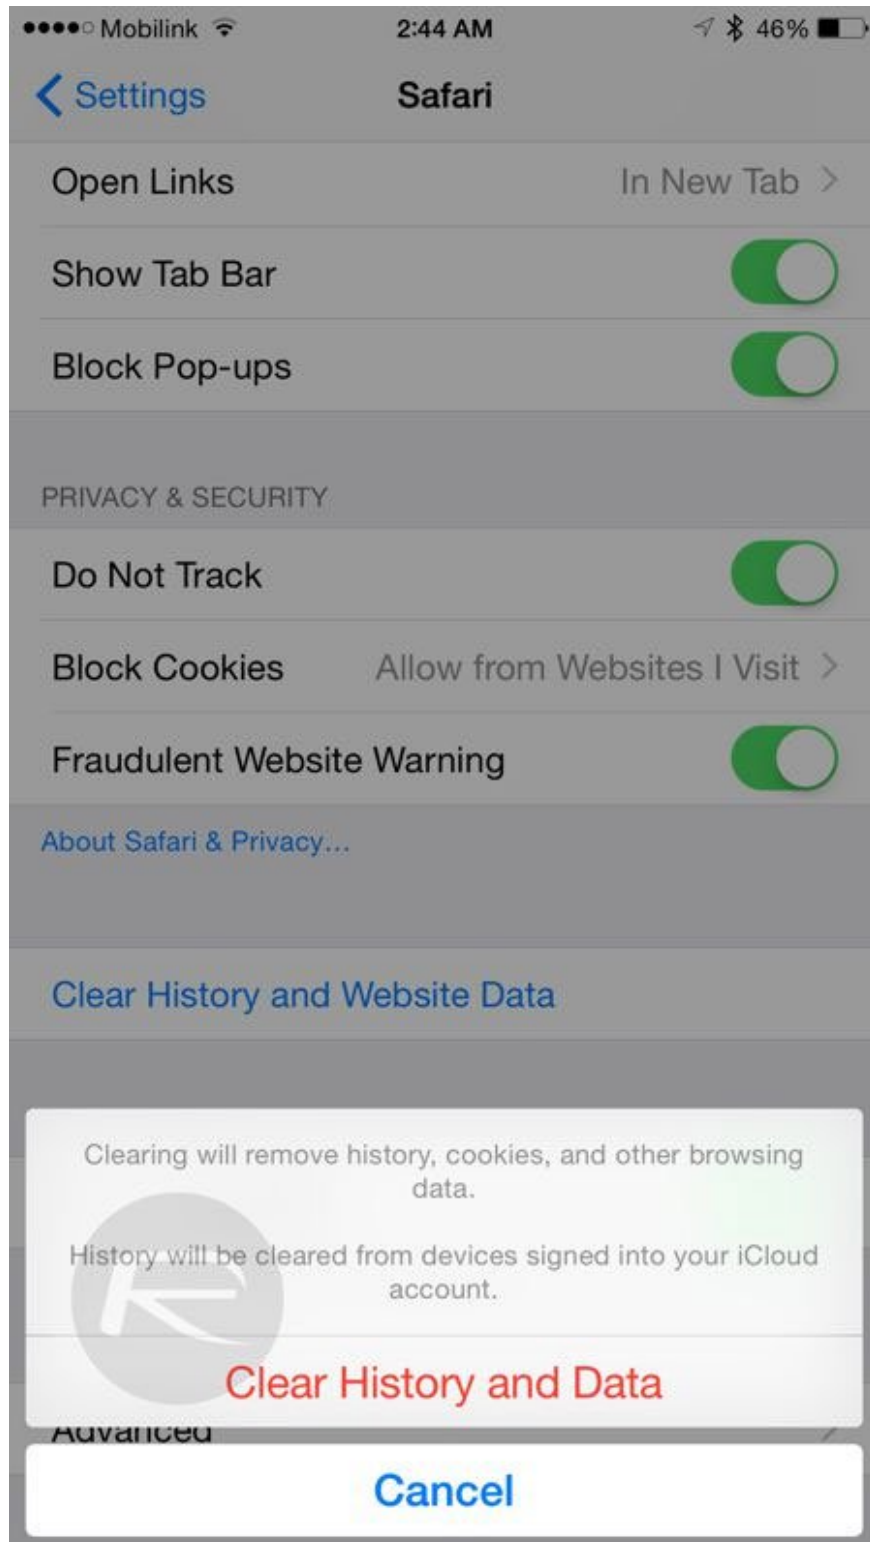 Mobilink 2:44 AM 46%
Settings Safari
Open Links In New Tab
Show Tab Bar
Block Pop-ups
PRIVACY & SECURITY
Do Not Track
Block Cookies Allow from Websites I Visit
Fraudulent Website Warning
About Safari & Privacy...
Clear History and Website Data
Clearing will remove history, cookies, and other browsing
data.
History will be cleared from devices signed into your iCloud
account.
Clear History and Data
Advanced
Cancel